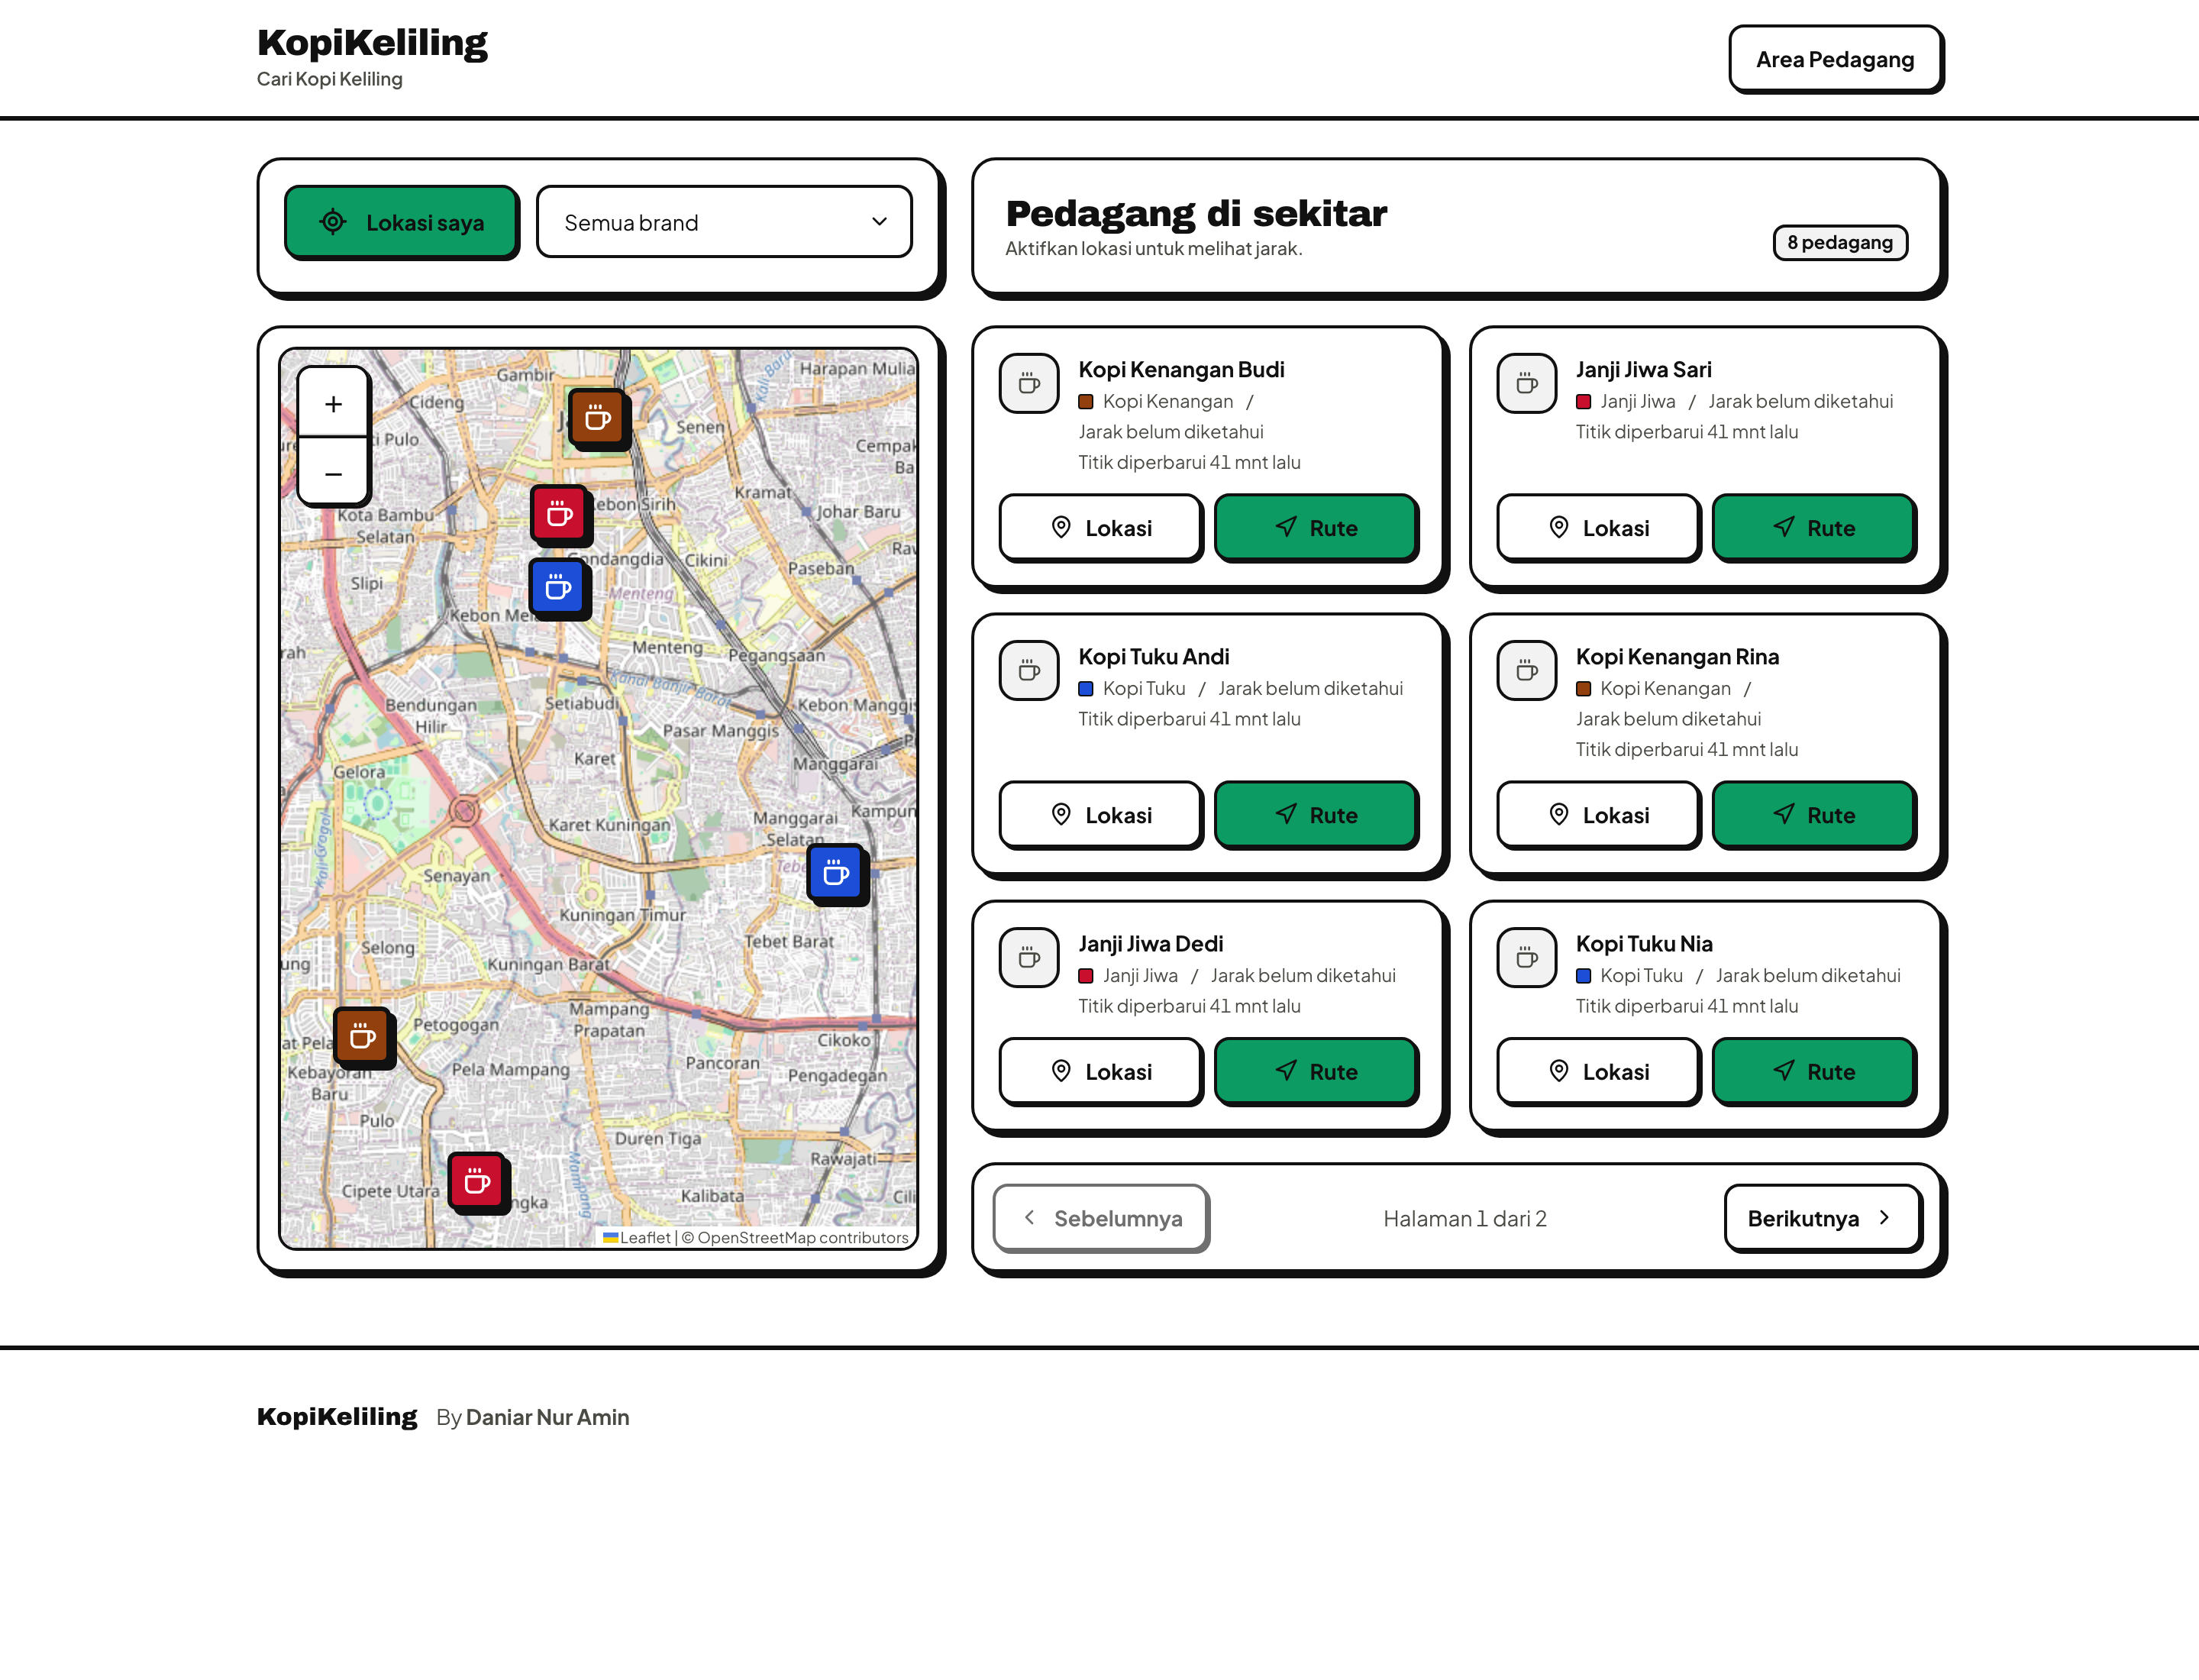 KopiKeliling
Cari Kopi Keliling
Area Pedagang
Lokasi saya
Semua brand
Pedagang di sekitar
Aktifkan lokasi untuk melihat jarak.
8 pedagang
+
−
Gambir
Harapan Mulia
Kali Baru
Cideng
Senen
Kota Bambu
Selatan
Kramat
Johar Baru
Slipi
Cikini
Paseban
Menteng
Menteng
Pegangsaan
Kanal Banjir Barat
Bendungan
Hilir
Setiabudi
Pasar Manggis
Karet
Manggarai
Gelora
Karet Kuningan
Manggarai
Selatan
Kali Grogol
Senayan
Kuningan Timur
Selong
Tebet Barat
Kuningan Barat
Petogogan
Mampang
Prapatan
Cikoko
Kebayoran
Baru
Pela Mampang
Pancoran
Pengadegan
Pulo
Duren Tiga
Mampang
Rawajati
Cipete Utara
Kalibata
Leaflet | © OpenStreetMap contributors
Kopi Kenangan Budi
Kopi Kenangan /
Jarak belum diketahui
Titik diperbarui 41 mnt lalu
Lokasi
Rute
Janji Jiwa Sari
Janji Jiwa / Jarak belum diketahui
Titik diperbarui 41 mnt lalu
Lokasi
Rute
Kopi Tuku Andi
Kopi Tuku / Jarak belum diketahui
Titik diperbarui 41 mnt lalu
Lokasi
Rute
Kopi Kenangan Rina
Kopi Kenangan /
Jarak belum diketahui
Titik diperbarui 41 mnt lalu
Lokasi
Rute
Janji Jiwa Dedi
Janji Jiwa / Jarak belum diketahui
Titik diperbarui 41 mnt lalu
Lokasi
Rute
Kopi Tuku Nia
Kopi Tuku / Jarak belum diketahui
Titik diperbarui 41 mnt lalu
Lokasi
Rute
Sebelumnya
Halaman 1 dari 2
Berikutnya
KopiKeliling By Daniar Nur Amin